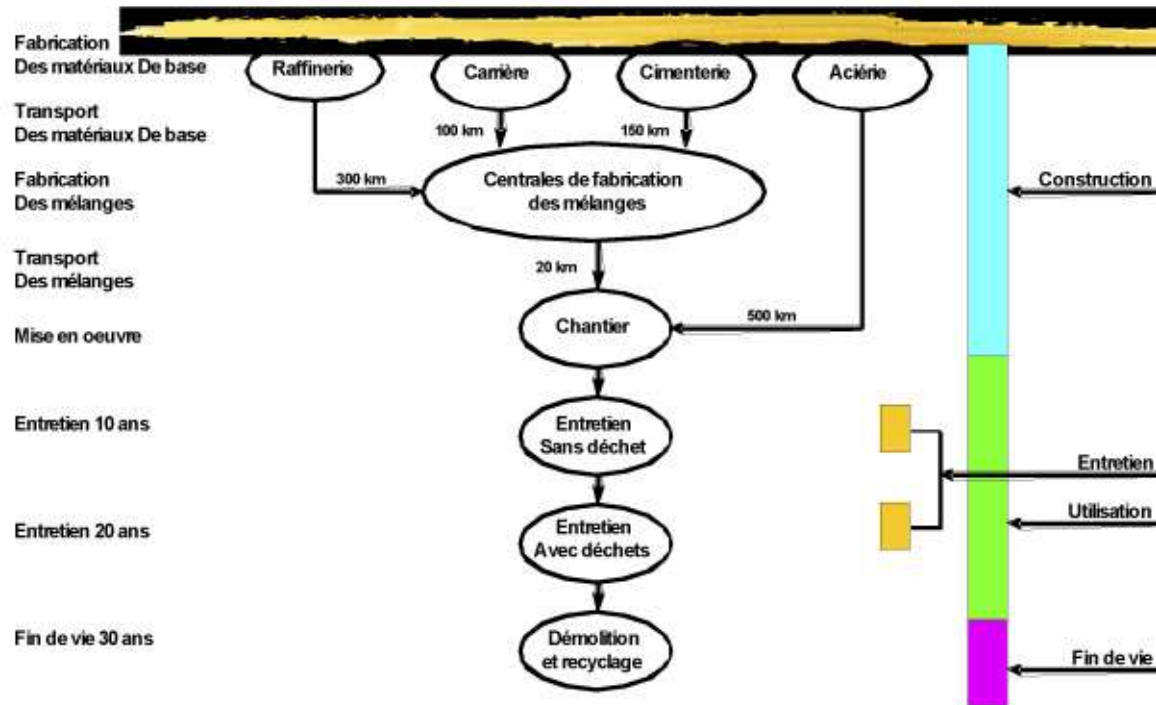 Fabrication
Des matériaux De base
Raffinerie
Carrière
Cimenterie
Aciérie
Transport
Des matériaux De base
100 km
150 km
Fabrication
Des mélanges
300 km
Centrales de fabrication
des mélanges
Construction
Transport
Des mélanges
20 km
Mise en oeuvre
Chantier
500 km
Entretien 10 ans
Entretien
Sans déchet
Entretien
Utilisation
Entretien 20 ans
Entretien
Avec déchets
Fin de vie 30 ans
Démolition
et recyclage
Fin de vie